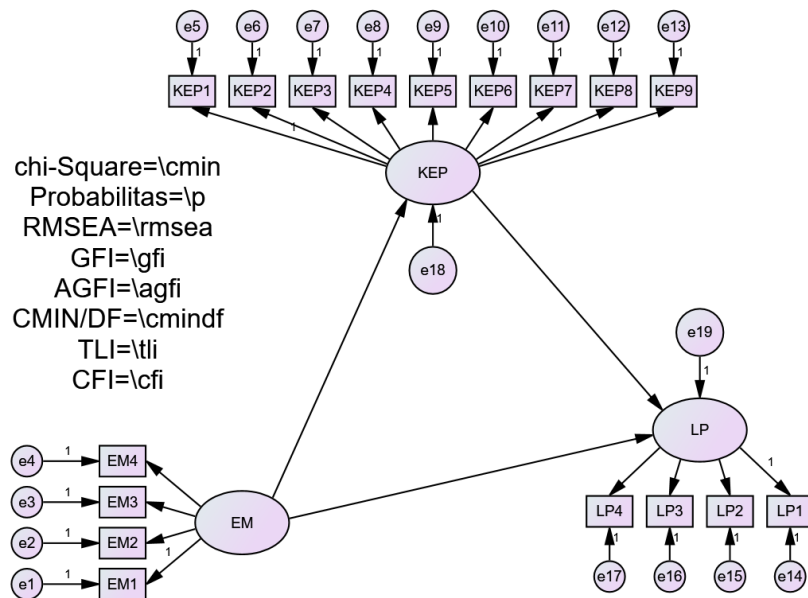 e5 e6 e7 e8 e9 e10 e11 e12 e13
1 1 1 1 1 1 1 1 1
KEP1 KEP2 KEP3 KEP4 KEP5 KEP6 KEP7 KEP8 KEP9
1
KEP
chi-Square=\cmin
Probabilitas=\p
RMSEA=\rmsea
GFI=\gfi
AGFI=\agfi
CMIN/DF=\cmindf
TLI=\tli
CFI=\cfi
1
e18
e19
1
LP
e4 1 EM4
e3 1 EM3
e2 1 EM2
e1 1 EM1
1
EM
1
LP4 LP3 LP2 LP1
1 1 1 1
e17 e16 e15 e14